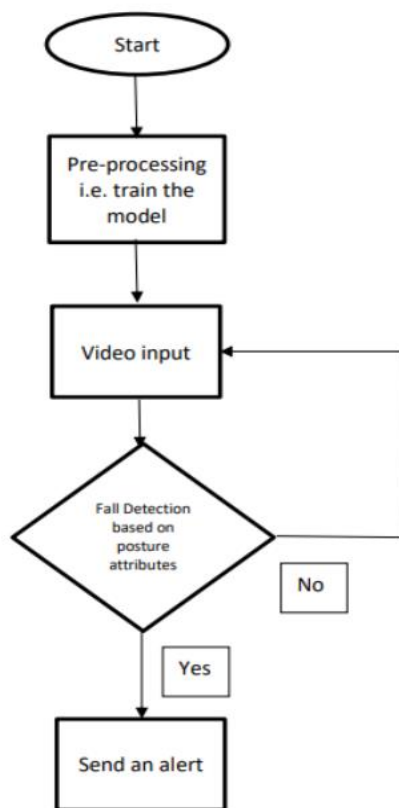 Start
Pre-processing
i.e. train the
model
Video input
Fall Detection
based on
posture
attributes
No
Yes
Send an alert